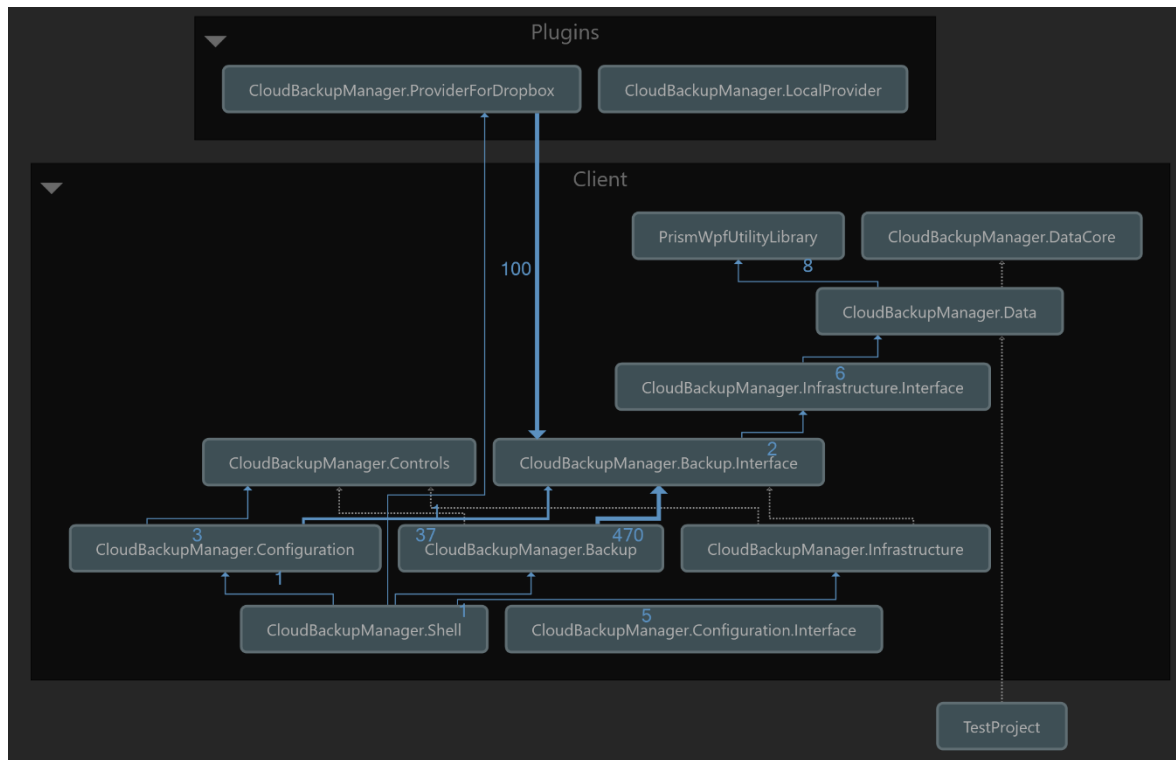 Plugins
CloudBackupManager.ProviderForDropbox
CloudBackupManager.LocalProvider
Client
PrismWpfUtilityLibrary
CloudBackupManager.DataCore
100
8
CloudBackupManager.Data
6
CloudBackupManager.Infrastructure.Interface
2
CloudBackupManager.Controls
CloudBackupManager.Backup.Interface
1
3
37
470
CloudBackupManager.Configuration
CloudBackupManager.Backup
CloudBackupManager.Infrastructure
1
1
5
CloudBackupManager.Shell
CloudBackupManager.Configuration.Interface
TestProject